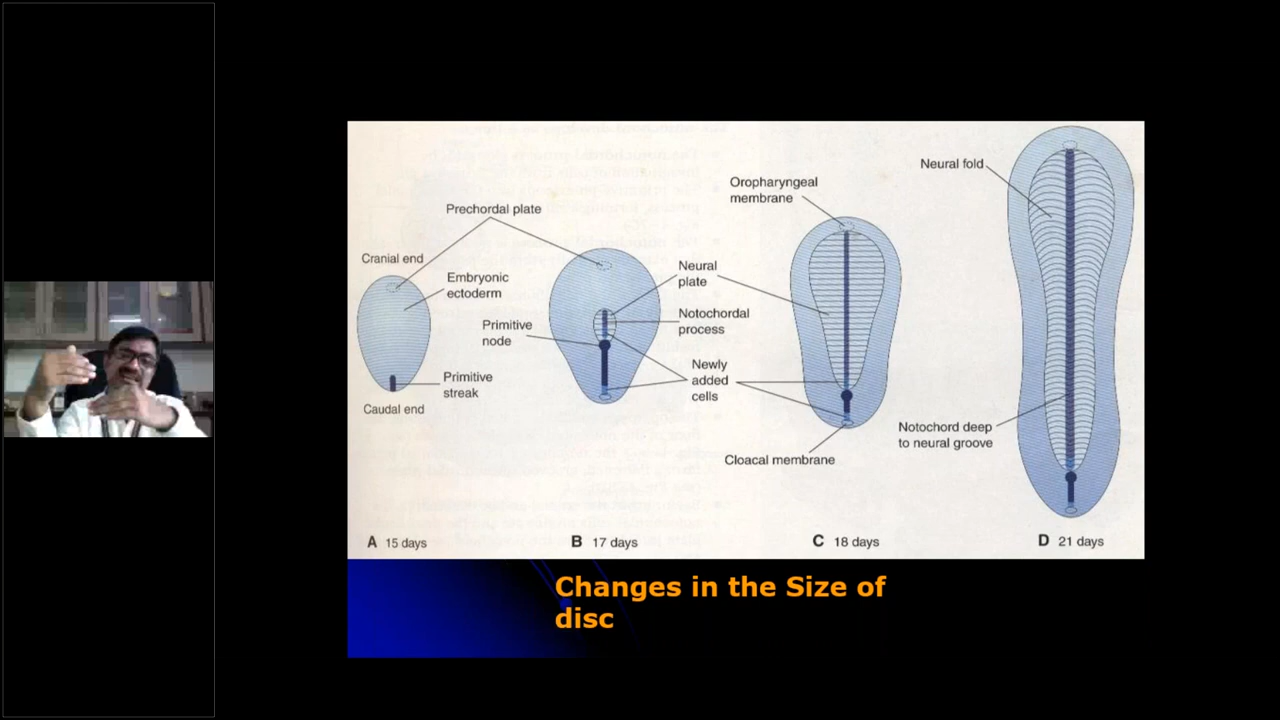 Prechordal plate
Cranial end
Embryonic
ectoderm
Primitive
node
Primitive
streak
Caudal end
Neural
plate
Notochordal
process
Newly
added
cells
Oropharyngeal
membrane
Cloacal membrane
Neural fold
Notochord deep
to neural groove
A 15 days
B 17 days
C 18 days
D 21 days
Changes in the Size of
disc